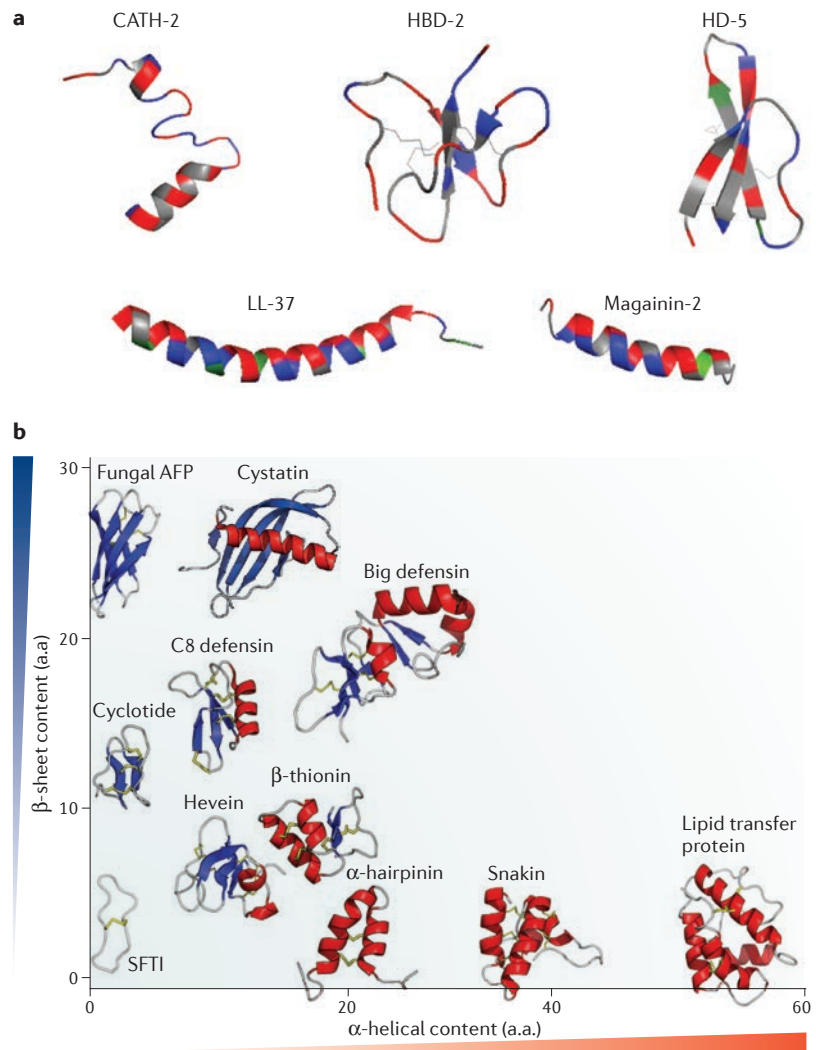 a
CATH-2
HBD-2
HD-5
LL-37
Magainin-2
b
30
Fungal AFP
Cystatin
Big defensin
20
C8 defensin
Cyclotide
β-sheet content (a.a)
β-thionin
10
Hevein
Lipid transfer
protein
α-hairpinin
Snakin
SFTI
0
0
20
40
60
α-helical content (a.a.)